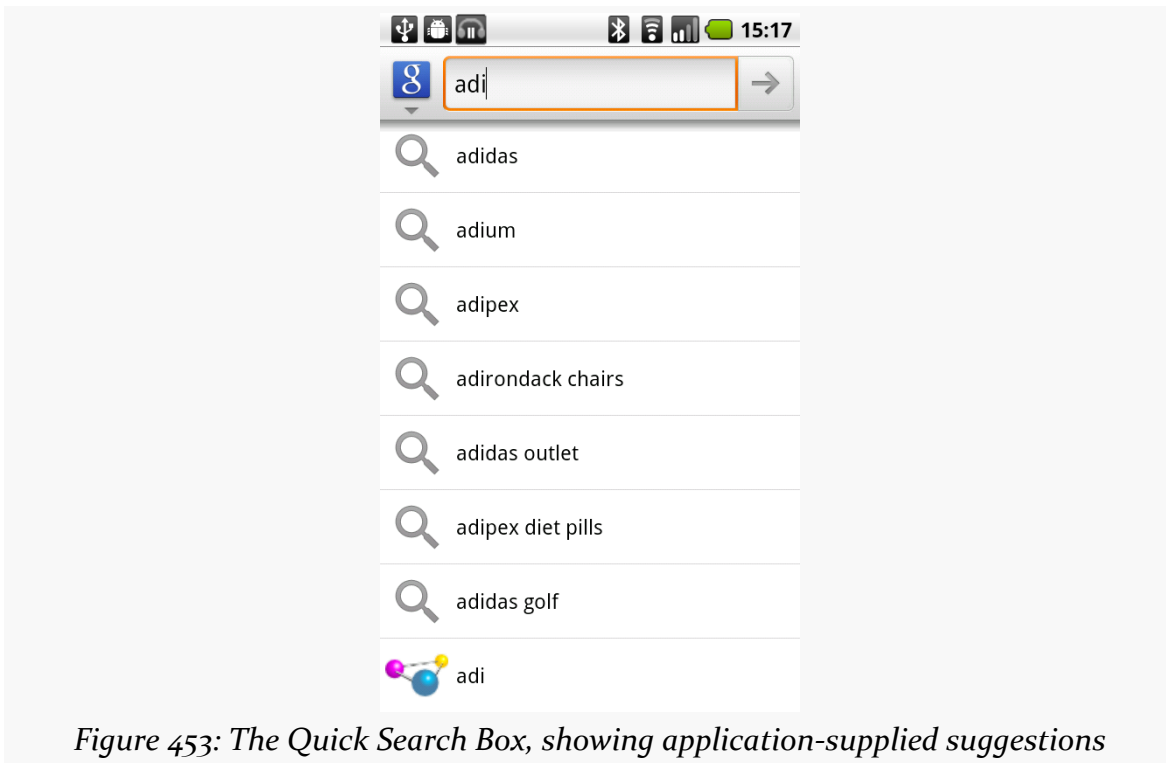 15:17
g
adi
adidas
adium
adipex
adirondack chairs
adidas outlet
adipex diet pills
adidas golf
adi
Figure 453: The Quick Search Box, showing application-supplied suggestions